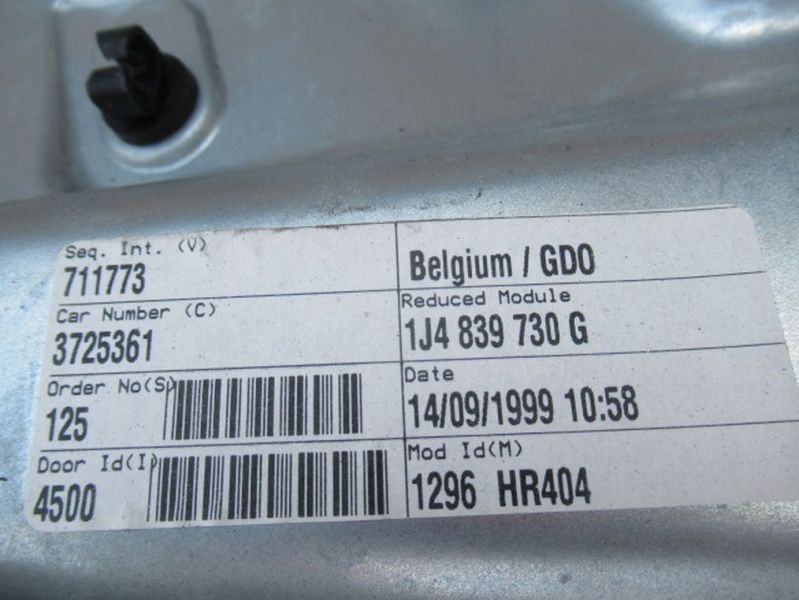 Seq. Int. (V)
711773
Car Number (C)
3725361
Order No(S)
125
Door Id(I)
4500
Belgium / GDO
Reduced Module
1J4 839 730 G
Date
14/09/1999 10:58
Mod Id(M)
1296 HR404